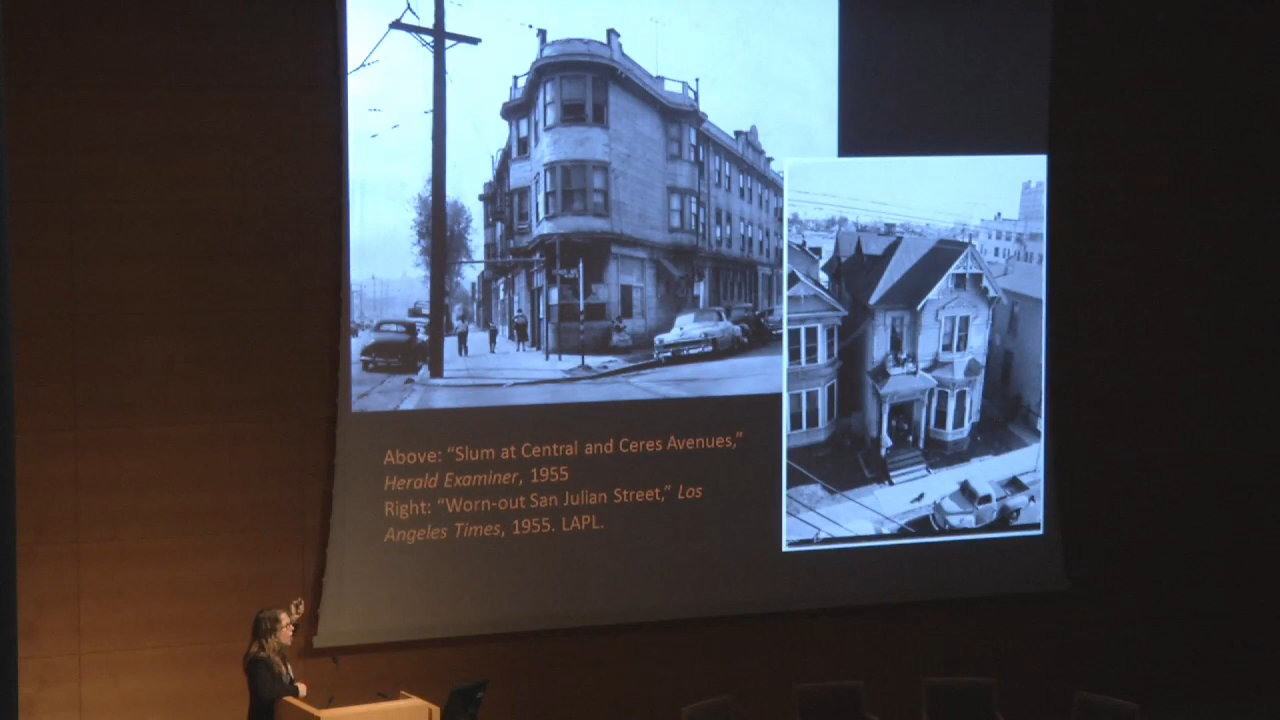 Above: “Slum at Central and Ceres Avenues,”
Herald Examiner, 1955
Right: “Worn-out San Julian Street,” Los
Angeles Times, 1955. LAPL.